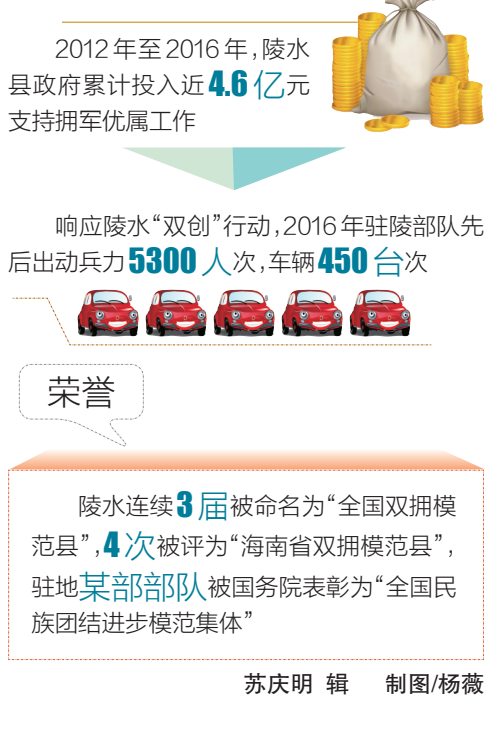 2012年至2016年,陵水
县政府累计投入近4.6亿元
支持拥军优属工作
响应陵水“双创”行动,2016年驻陵部队先
后出动兵力5300人次,车辆450台次
荣誉
陵水连续3届被命名为“全国双拥模
范县”,4次被评为“海南省双拥模范县”,
驻地某部部队被国务院表彰为“全国民
族团结进步模范集体”
苏庆明 辑 制图/杨薇